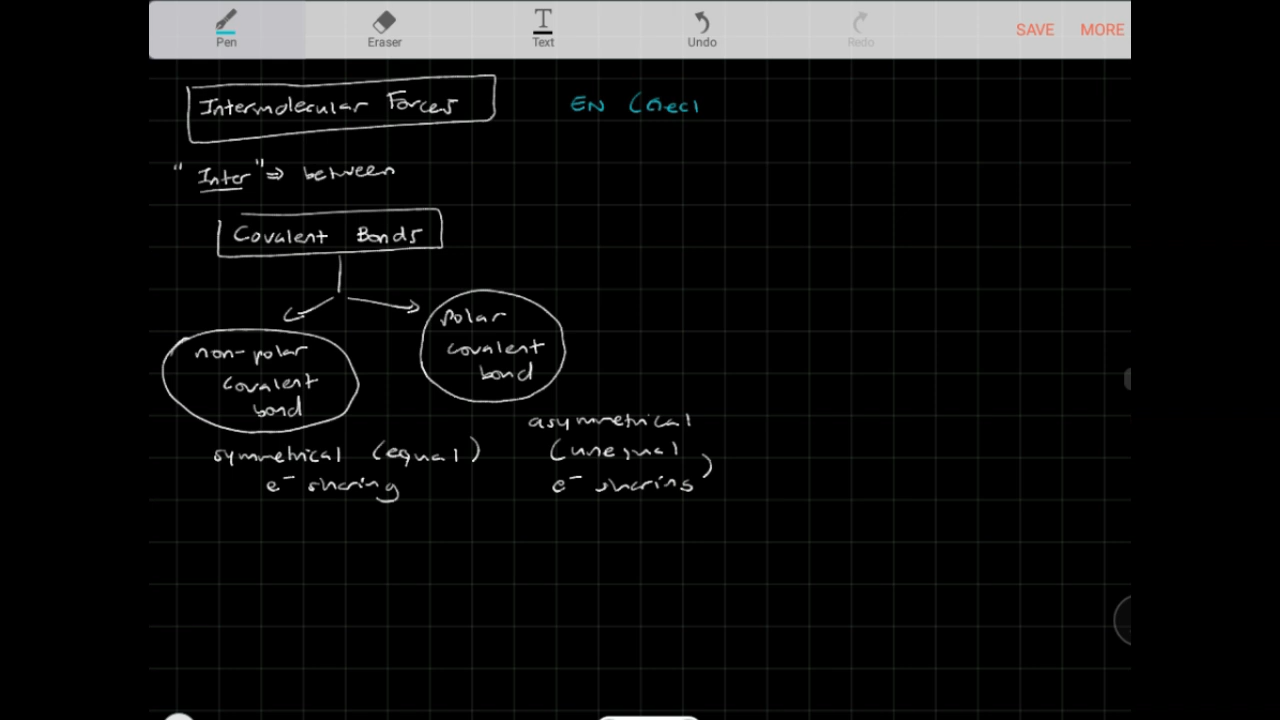 Pen
Eraser
Text
Undo
Redo
SAVE
MORE
Intermolecular Forces
EN (Elect
"Inter" ⇒ between
Covalent Bonds
non-polar
covalent
bond
polar
covalent
bond
symmetrical (equal)
e⁻ sharing
asymmetrical
(unequal
e⁻ sharing)